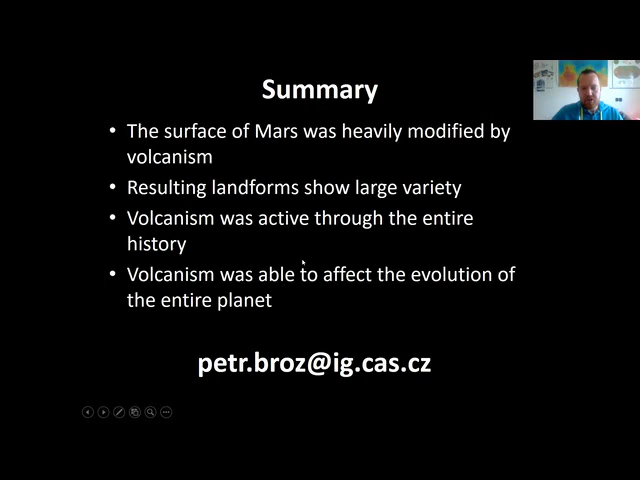 Summary
• The surface of Mars was heavily modified by
volcanism
• Resulting landforms show large variety
• Volcanism was active through the entire
history
• Volcanism was able to affect the evolution of
the entire planet
petr.broz@ig.cas.cz